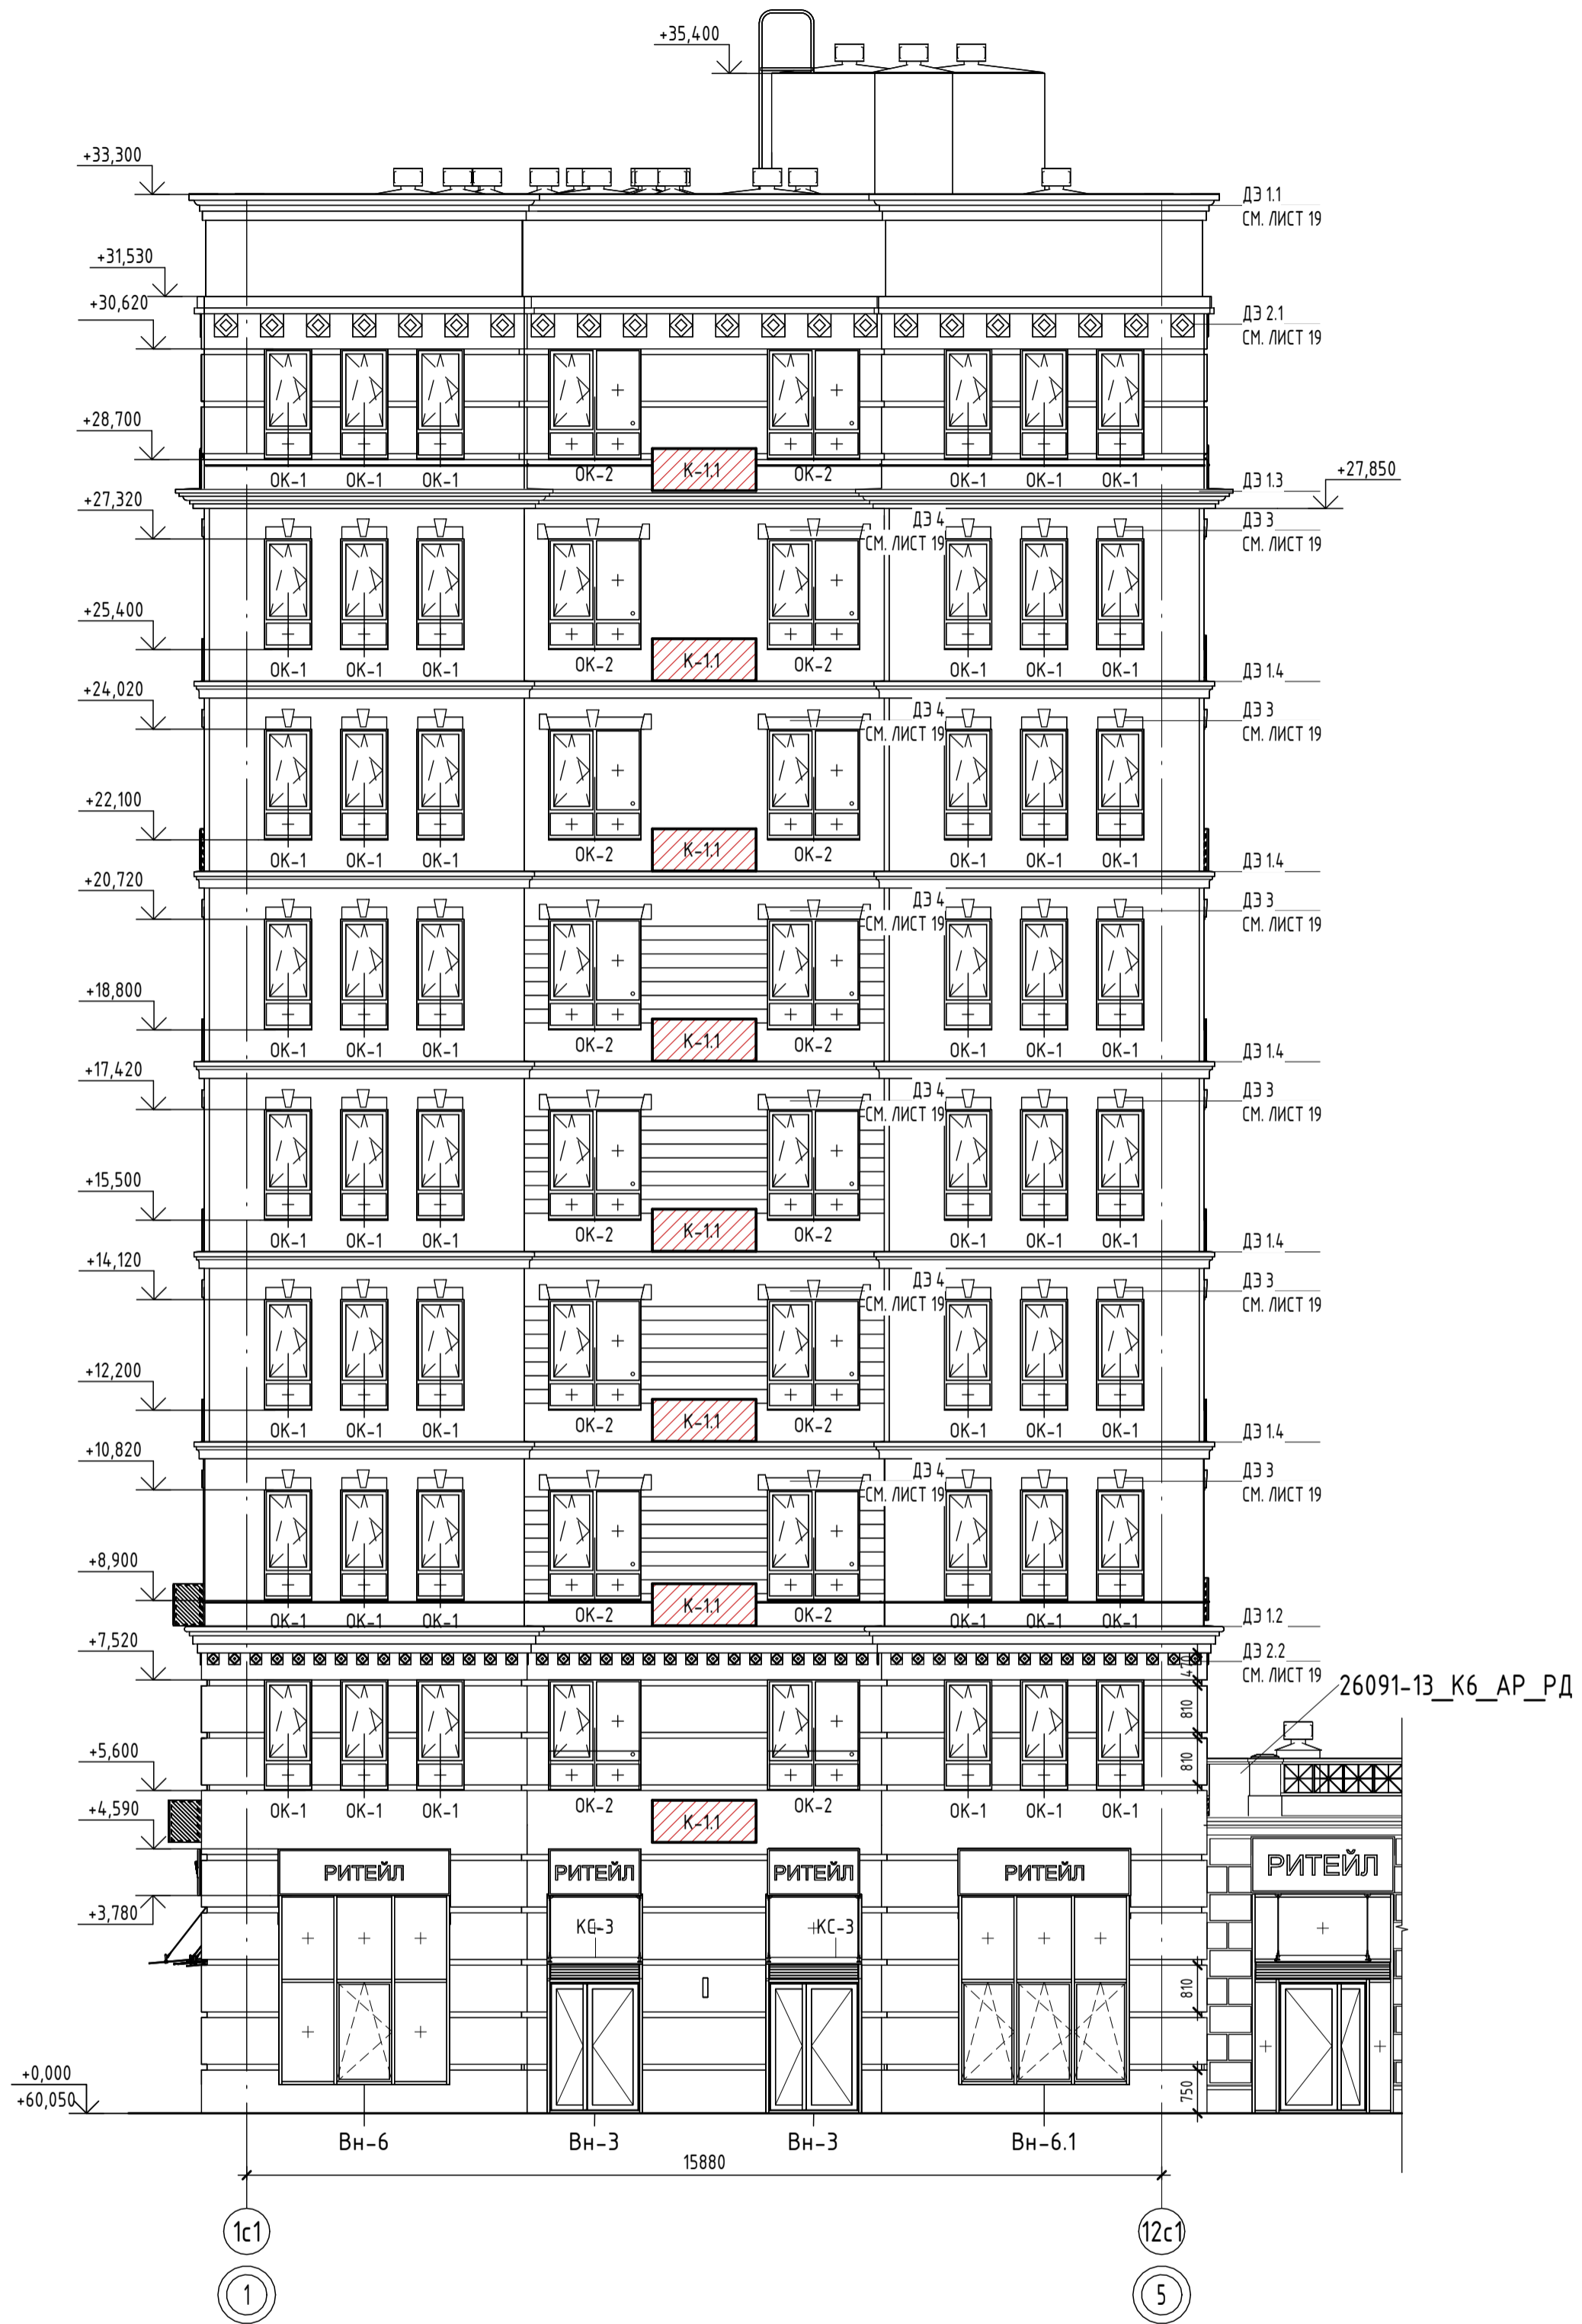 +35,400
+33,300
ДЭ 1.1
СМ. ЛИСТ 19
+31,530
+30,620
ДЭ 2.1
СМ. ЛИСТ 19
+28,700
К-1.1
ОК-1 ОК-1 ОК-1 ОК-2 ОК-2 ОК-1 ОК-1 ОК-1
ДЭ 1.3
+27,850
+27,320
ДЭ 4
СМ. ЛИСТ 19
ДЭ 3
СМ. ЛИСТ 19
+25,400
ОК-1 ОК-1 ОК-1 ОК-2 К-1.1 ОК-2 ОК-1 ОК-1 ОК-1
ДЭ 1.4
+24,020
ДЭ 4
СМ. ЛИСТ 19
ДЭ 3
СМ. ЛИСТ 19
+22,100
ОК-1 ОК-1 ОК-1 ОК-2 К-1.1 ОК-2 ОК-1 ОК-1 ОК-1
ДЭ 1.4
+20,720
ДЭ 4
СМ. ЛИСТ 19
ДЭ 3
СМ. ЛИСТ 19
+18,800
ОК-1 ОК-1 ОК-1 ОК-2 К-1.1 ОК-2 ОК-1 ОК-1 ОК-1
ДЭ 1.4
+17,420
ДЭ 4
СМ. ЛИСТ 19
ДЭ 3
СМ. ЛИСТ 19
+15,500
ОК-1 ОК-1 ОК-1 ОК-2 К-1.1 ОК-2 ОК-1 ОК-1 ОК-1
ДЭ 1.4
+14,120
ДЭ 4
СМ. ЛИСТ 19
ДЭ 3
СМ. ЛИСТ 19
+12,200
ОК-1 ОК-1 ОК-1 ОК-2 К-1.1 ОК-2 ОК-1 ОК-1 ОК-1
ДЭ 1.4
+10,820
ДЭ 4
СМ. ЛИСТ 19
ДЭ 3
СМ. ЛИСТ 19
+8,900
ОК-1 ОК-1 ОК-1 ОК-2 К-1.1 ОК-2 ОК-1 ОК-1 ОК-1
ДЭ 1.2
+7,520
ДЭ 2.2
СМ. ЛИСТ 19
470
26091-13_К6_АР_РД
810
810
+5,600
ОК-1 ОК-1 ОК-1 ОК-2 К-1.1 ОК-2 ОК-1 ОК-1 ОК-1
+4,590
РИТЕЙЛ РИТЕЙЛ РИТЕЙЛ РИТЕЙЛ РИТЕЙЛ
+3,780
КС-3 КС-3
810
+0,000
+60,050
750
Вн-6 Вн-3 Вн-3 Вн-6.1
15880
1с1 12с1
1 5